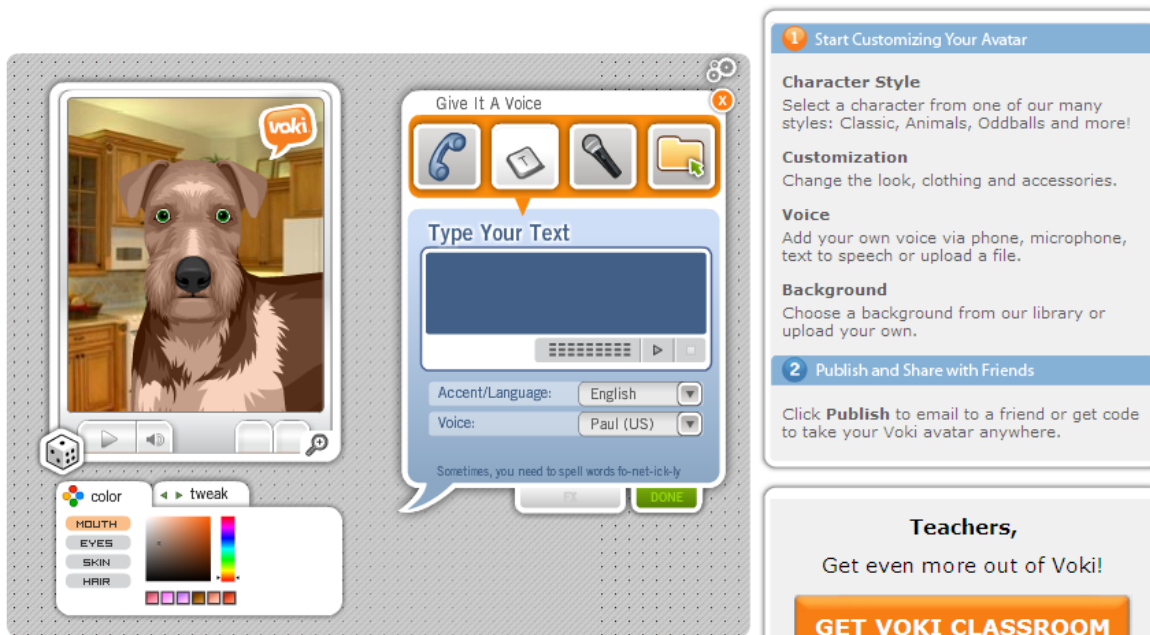 voki
Give It A Voice
X
T
Type Your Text
Accent/Language:
English
Voice:
Paul (US)
Sometimes, you need to spell words fo-net-ick-ly
FX
DONE
color
tweak
MOUTH
EYES
SKIN
HAIR
1 Start Customizing Your Avatar
Character Style
Select a character from one of our many
styles: Classic, Animals, Oddballs and more!
Customization
Change the look, clothing and accessories.
Voice
Add your own voice via phone, microphone,
text to speech or upload a file.
Background
Choose a background from our library or
upload your own.
2 Publish and Share with Friends
Click Publish to email to a friend or get code
to take your Voki avatar anywhere.
Teachers,
Get even more out of Voki!
GET VOKI CLASSROOM